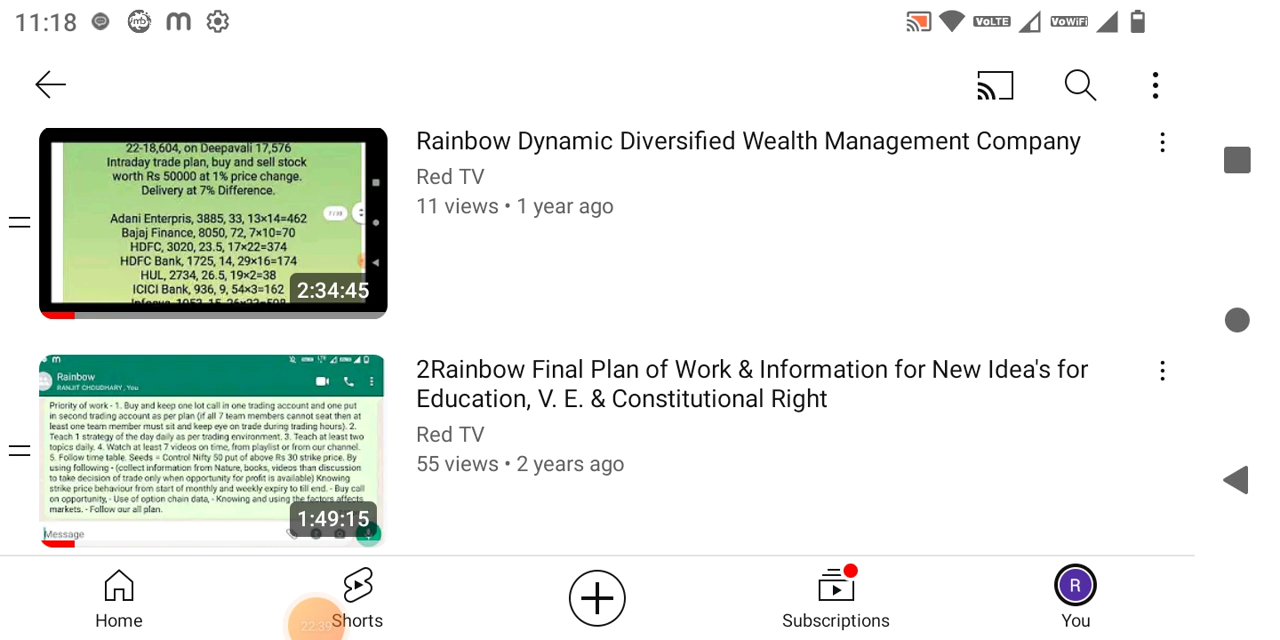 11:18
VoLTE
VoWiFi
22-18,604, on Deepavali 17,576
Intraday trade plan, buy and sell stock
worth Rs 50000 at 1% price change.
Delivery at 7% Difference.
Adani Enterpris, 3885, 33, 13×14=462
Bajaj Finance, 8050, 72, 7×10=70
HDFC, 3020, 23.5, 17×22=374
HDFC Bank, 1725, 14, 29×16=174
HUL, 2734, 26.5, 19×2=38
ICICI Bank, 936, 9, 54×3=162
2:34:45
Rainbow Dynamic Diversified Wealth Management Company
Red TV
11 views • 1 year ago
Rainbow
RANJIT CHOUDHARY, You
Priority of work - 1. Buy and keep one lot call in one trading account and one put
in second trading account as per plan (if all 7 team members cannot seat then at
least one team member must sit and keep eye on trade during trading hours). 2.
Teach 1 strategy of the day daily as per trading environment. 3. Teach at least two
topics daily. 4. Watch at least 7 videos on time, from playlist or from our channel.
5. Follow time table. Seeds = Control Nifty 50 put of above Rs 30 strike price. By
using following - (collect information from Nature, books, videos than discussion
to take decision of trade only when opportunity for profit is available) Knowing
strike price behaviour from start of monthly and weekly expiry to till end. - Buy call
on opportunity, - Use of option chain data, - Knowing and using the factors affects
markets. - Follow our all plan.
Message
1:49:15
2Rainbow Final Plan of Work & Information for New Idea's for
Education, V. E. & Constitutional Right
Red TV
55 views • 2 years ago
Home
Shorts
22:39
Subscriptions
R
You